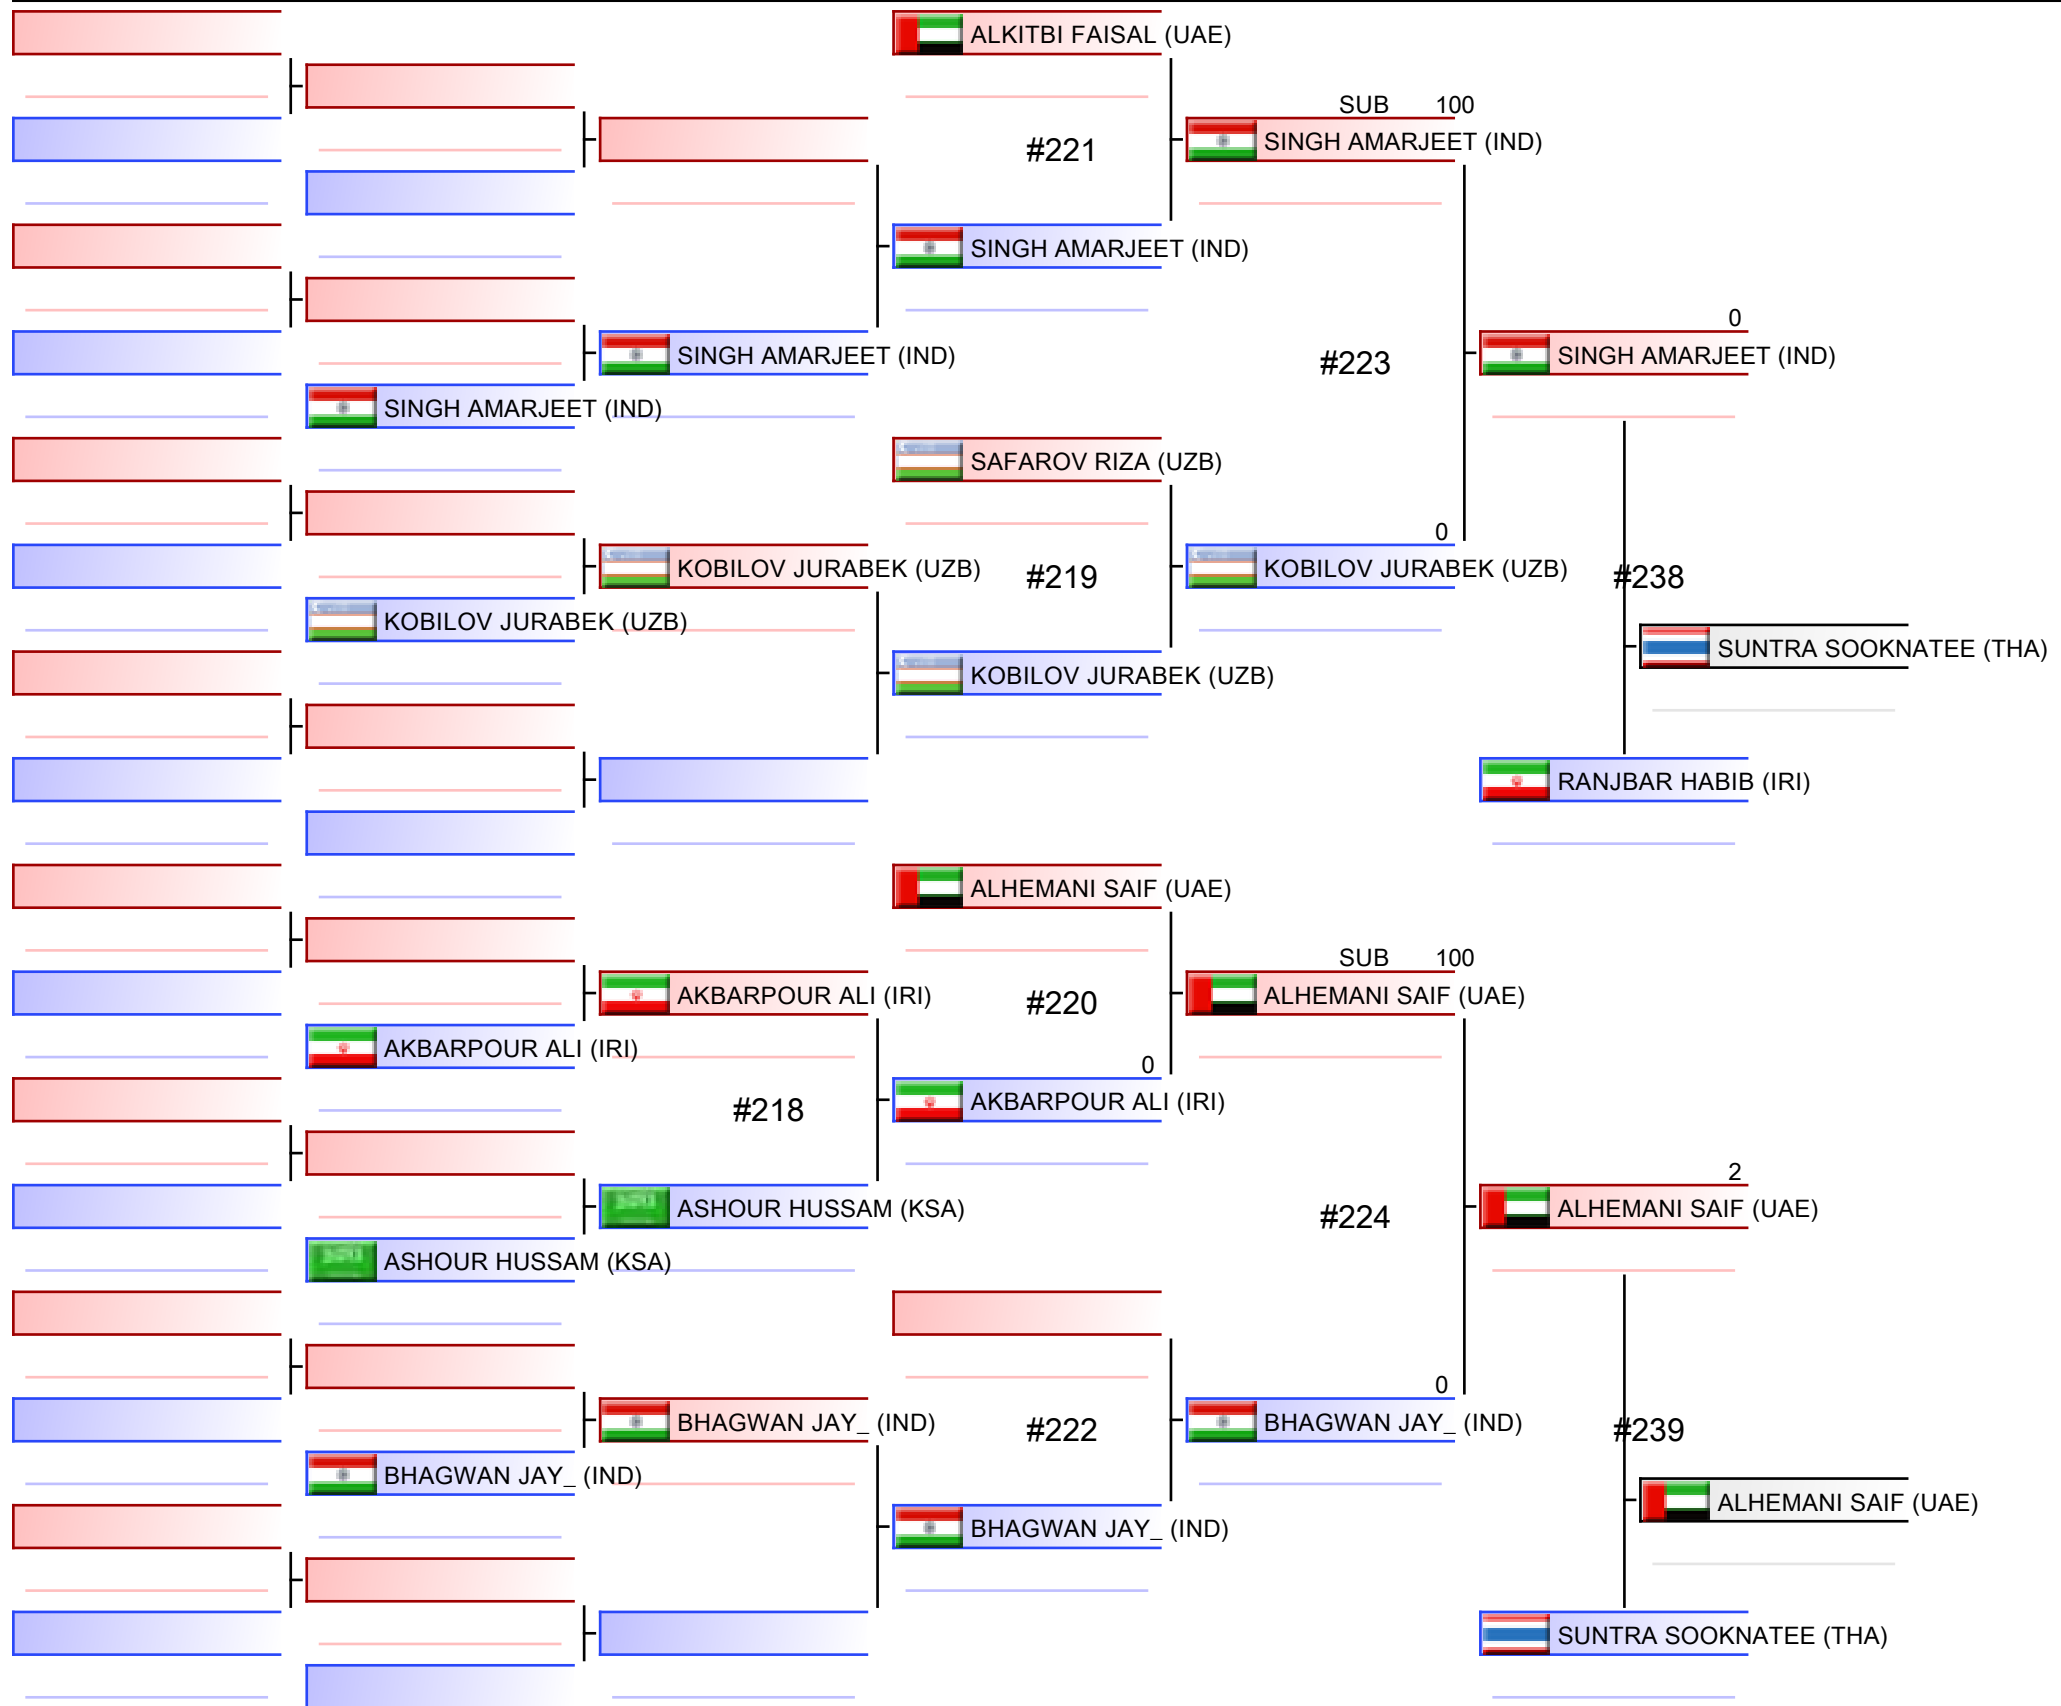 ALKITBI FAISAL (UAE)
SUB 100
#221
SINGH AMARJEET (IND)
SINGH AMARJEET (IND)
0
SINGH AMARJEET (IND)
#223
SINGH AMARJEET (IND)
SINGH AMARJEET (IND)
SAFAROV RIZA (UZB)
0
KOBILOV JURABEK (UZB)
#219
KOBILOV JURABEK (UZB)
#238
KOBILOV JURABEK (UZB)
SUNTRA SOOKNATEE (THA)
KOBILOV JURABEK (UZB)
RANJBAR HABIB (IRI)
ALHEMANI SAIF (UAE)
SUB 100
AKBARPOUR ALI (IRI)
#220
ALHEMANI SAIF (UAE)
AKBARPOUR ALI (IRI)
0
#218
AKBARPOUR ALI (IRI)
2
ASHOUR HUSSAM (KSA)
#224
ALHEMANI SAIF (UAE)
ASHOUR HUSSAM (KSA)
0
BHAGWAN JAY_ (IND)
#222
BHAGWAN JAY_ (IND)
#239
BHAGWAN JAY_ (IND)
ALHEMANI SAIF (UAE)
BHAGWAN JAY_ (IND)
SUNTRA SOOKNATEE (THA)